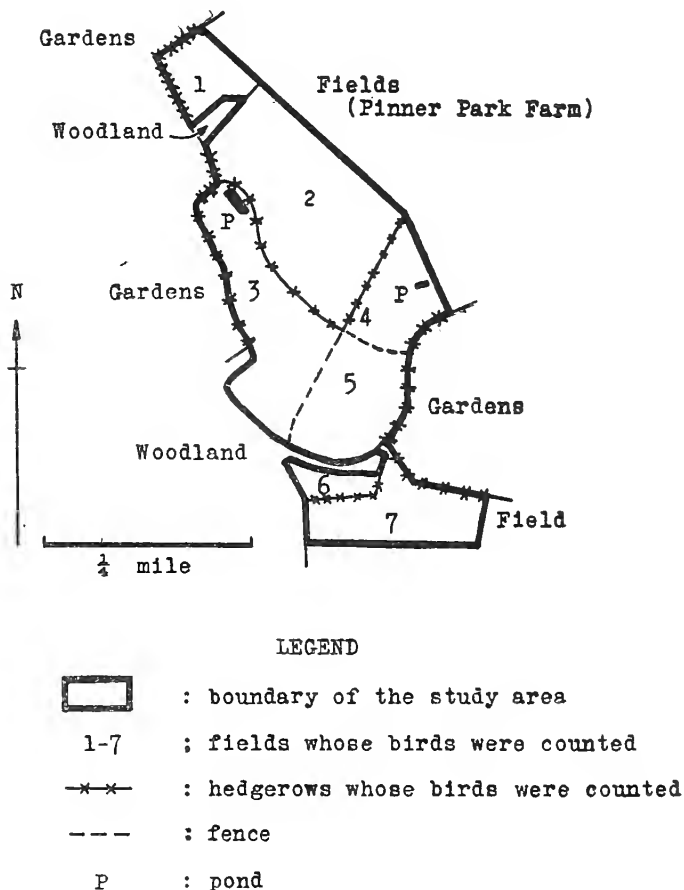 Gardens
1
Fields
(Pinner Park Farm)
Woodland
2
P
N
Gardens
3
P
4
5
Gardens
Woodland
6
7
Field
¼ mile
LEGEND
: boundary of the study area
1-7 ; fields whose birds were counted
: hedgerows whose birds were counted
: fence
P : pond